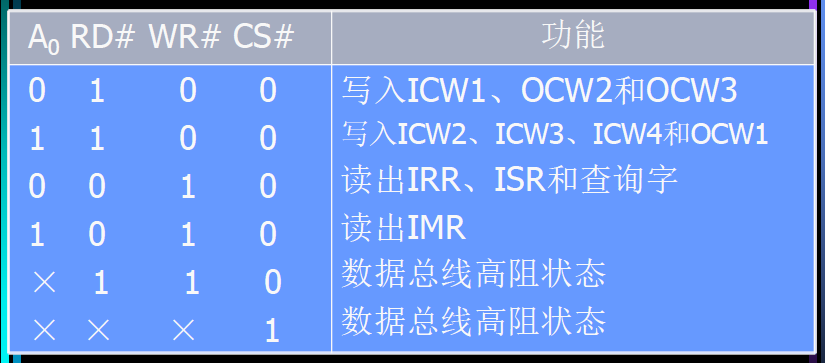 A₀ RD# WR# CS# 功能
0 1 0 0 写入ICW1、OCW2和OCW3
1 1 0 0 写入ICW2、ICW3、ICW4和OCW1
0 0 1 0 读出IRR、ISR和查询字
1 0 1 0 读出IMR
× 1 1 0 数据总线高阻状态
× × × 1 数据总线高阻状态